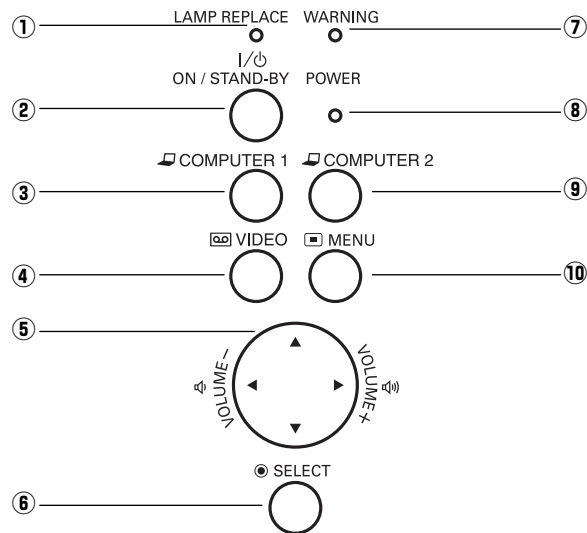 ① LAMP REPLACE WARNING ⑦
I/⏻
ON / STAND-BY POWER
② ⑧
COMPUTER 1 COMPUTER 2
③ ⑨
VIDEO MENU
④ ⑩
⑤
VOLUME− VOLUME+
SELECT
⑥